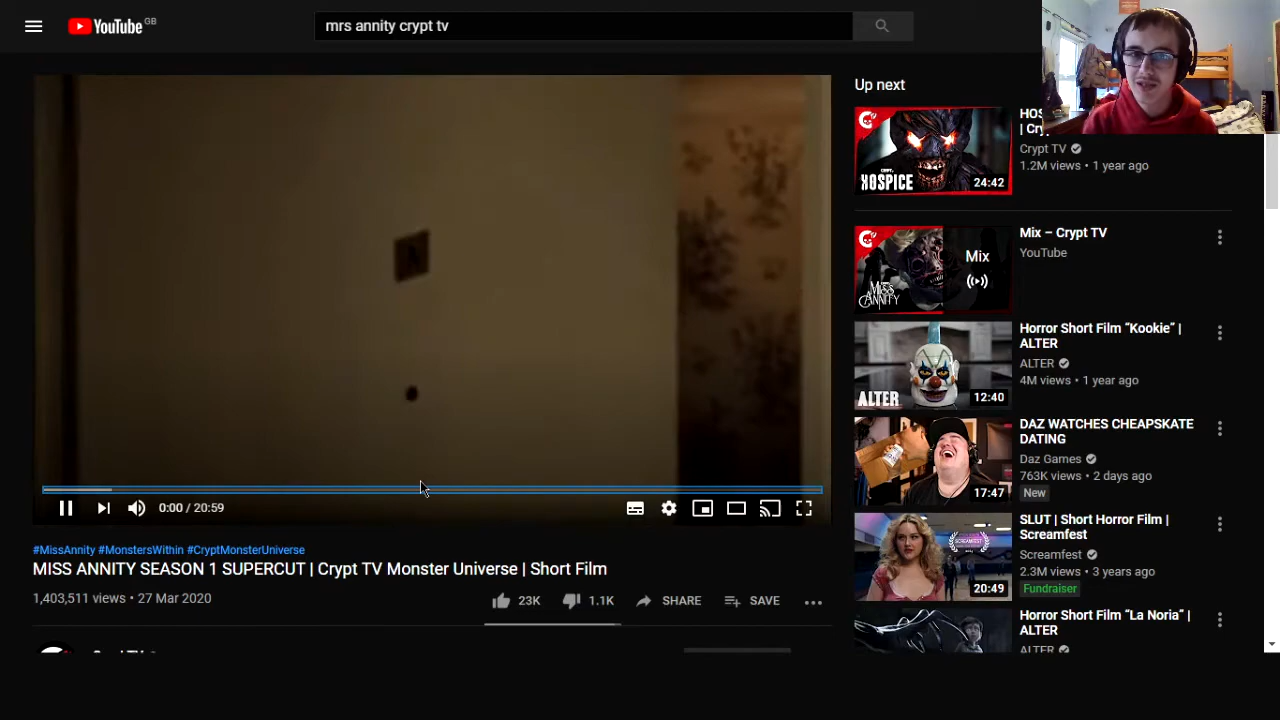 YouTube GB
mrs annity crypt tv
0:00 / 20:59
#MissAnnity #MonstersWithin #CryptMonsterUniverse
MISS ANNITY SEASON 1 SUPERCUT | Crypt TV Monster Universe | Short Film
1,403,511 views • 27 Mar 2020
23K
1.1K
SHARE
SAVE
Up next
HOSPICE
24:42
Crypt TV
1.2M views • 1 year ago
MISS
ANNITY
Mix
Mix – Crypt TV
YouTube
ALTER
12:40
Horror Short Film “Kookie” |
ALTER
ALTER
4M views • 1 year ago
17:47
DAZ WATCHES CHEAPSKATE
DATING
Daz Games
763K views • 2 days ago
New
SCREAMFEST
20:49
SLUT | Short Horror Film |
Screamfest
Screamfest
2.3M views • 3 years ago
Fundraiser
Horror Short Film “La Noria” |
ALTER
ALTER